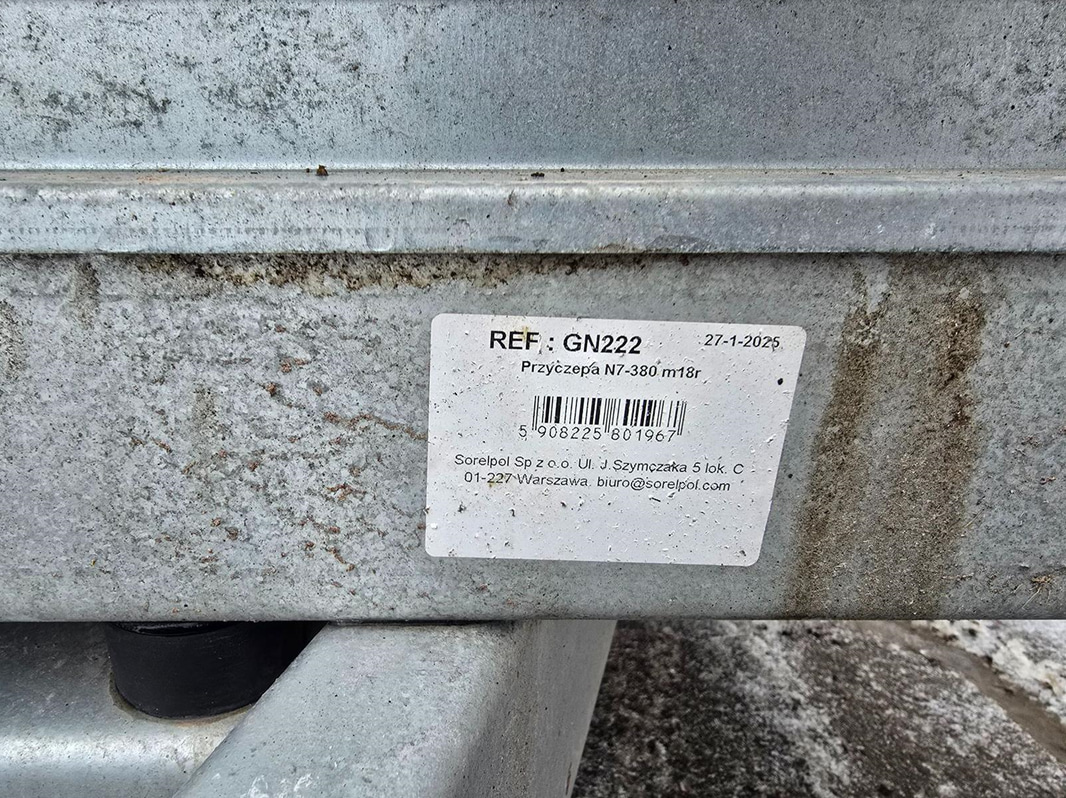 REF : GN222 27-1-2025
Przyczepa N7-380 m18r
5 908225 801967
Sorelpol Sp z o.o. Ul. J.Szymczaka 5 lok. C
01-227 Warszawa. biuro@sorelpol.com